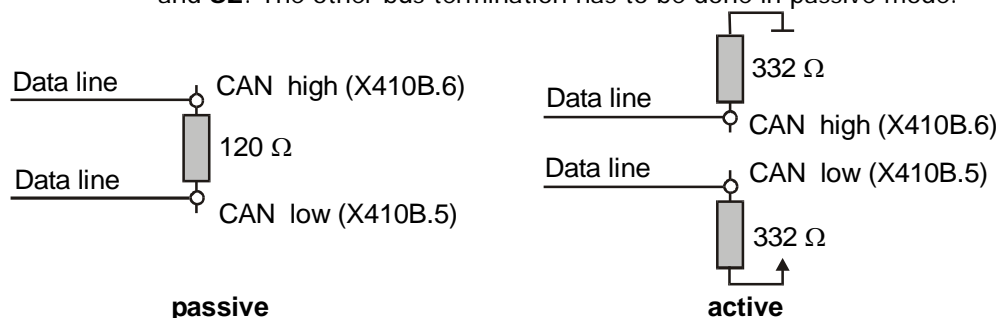 and S2. The other bus termination has to be done in passive mode.
Data line
CAN high (X410B.6)
120 Ω
Data line
CAN low (X410B.5)
passive
332 Ω
Data line
CAN high (X410B.6)
Data line
CAN low (X410B.5)
332 Ω
active